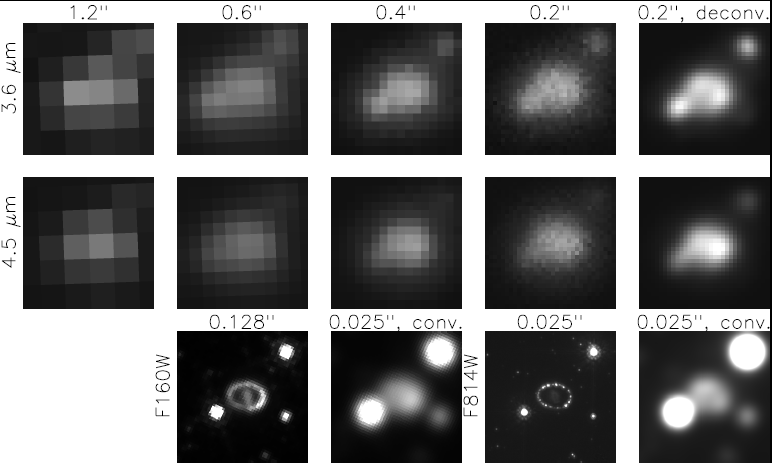 1.2" 0.6" 0.4" 0.2" 0.2", deconv.
3.6 μm
4.5 μm
0.128" 0.025", conv. 0.025" 0.025", conv.
F160W
F814W